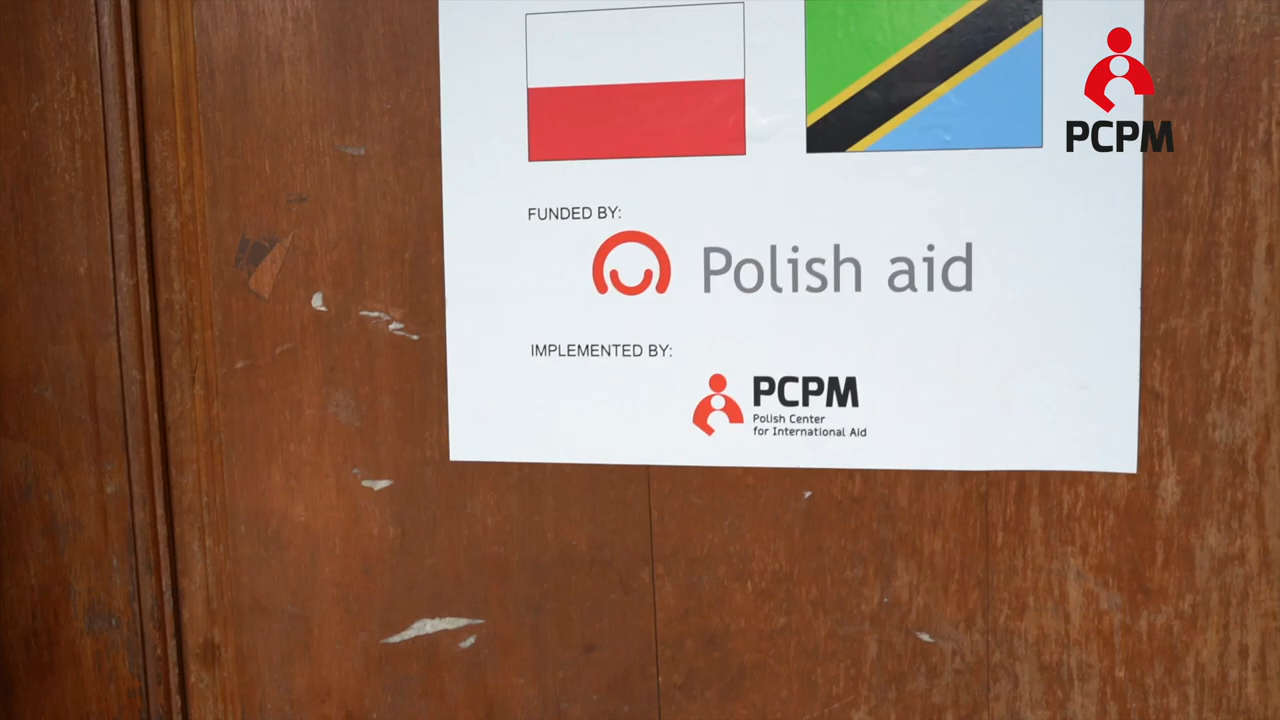 PCPM
FUNDED BY:
Polish aid
IMPLEMENTED BY:
PCPM
Polish Center
for International Aid